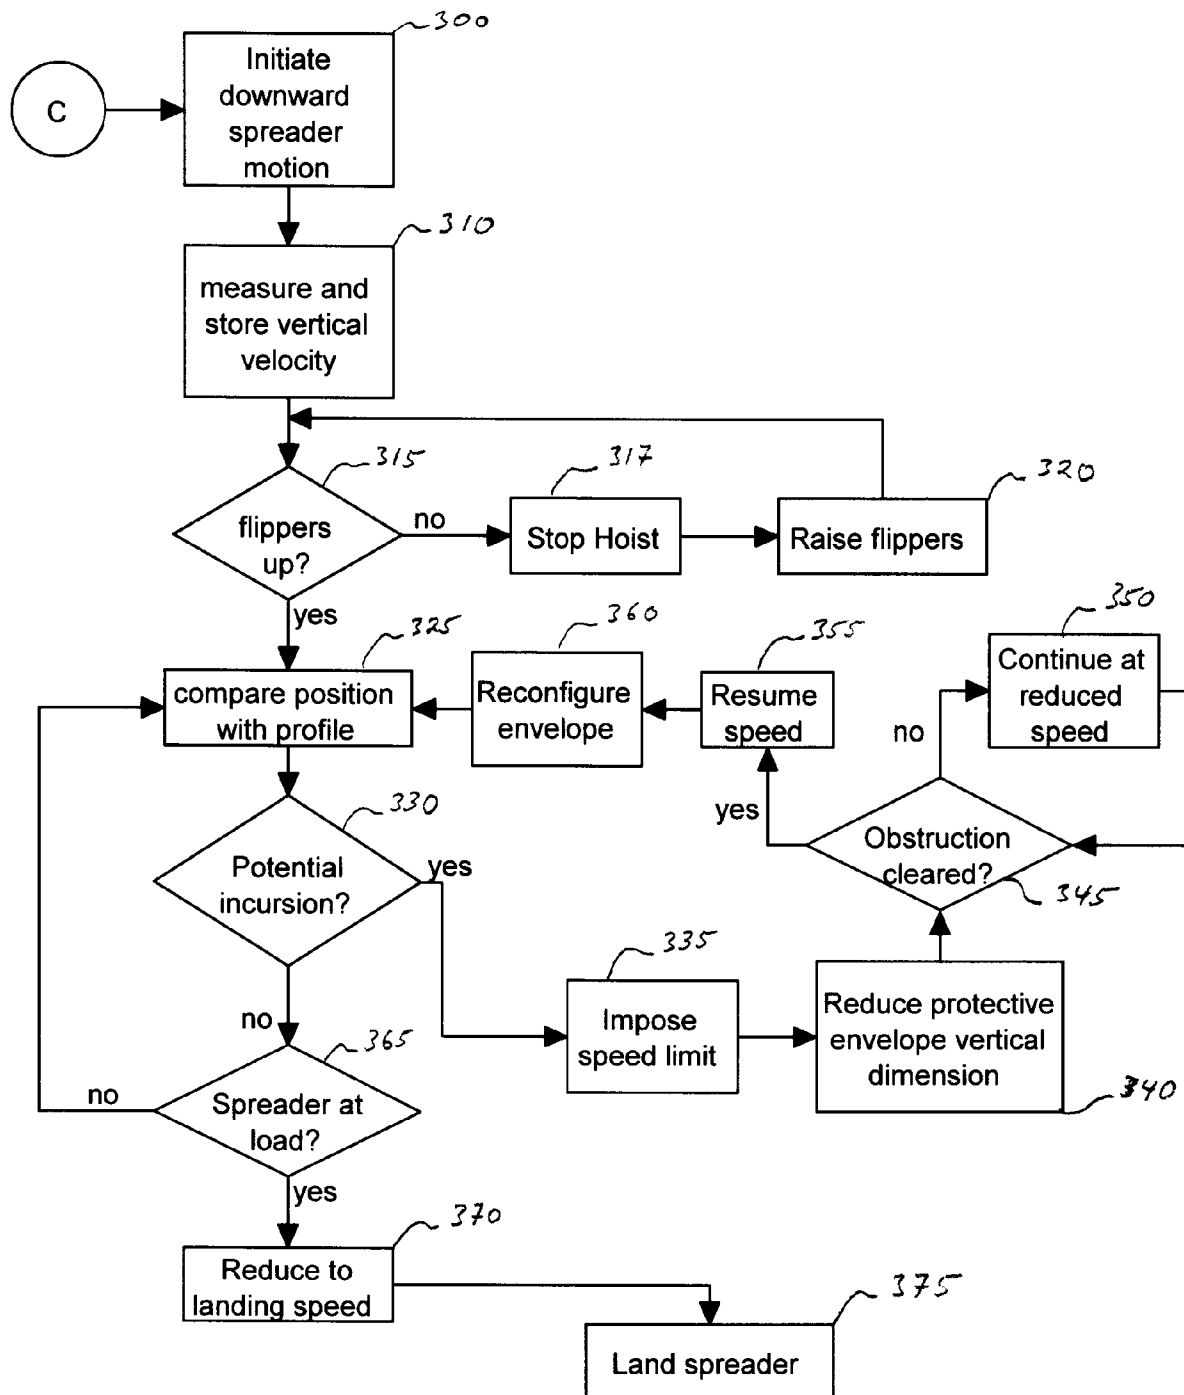 300
Initiate
downward
spreader
motion
C
310
measure and
store vertical
velocity
315
flippers
up?
no
317
Stop Hoist
320
Raise flippers
yes
325
compare position
with profile
360
Reconfigure
envelope
355
Resume
speed
350
Continue at
reduced
speed
no
yes
Obstruction
cleared?
345
330
Potential
incursion?
yes
335
Impose
speed limit
Reduce protective
envelope vertical
dimension
340
no
365
no
Spreader at
load?
yes
370
Reduce to
landing speed
375
Land spreader